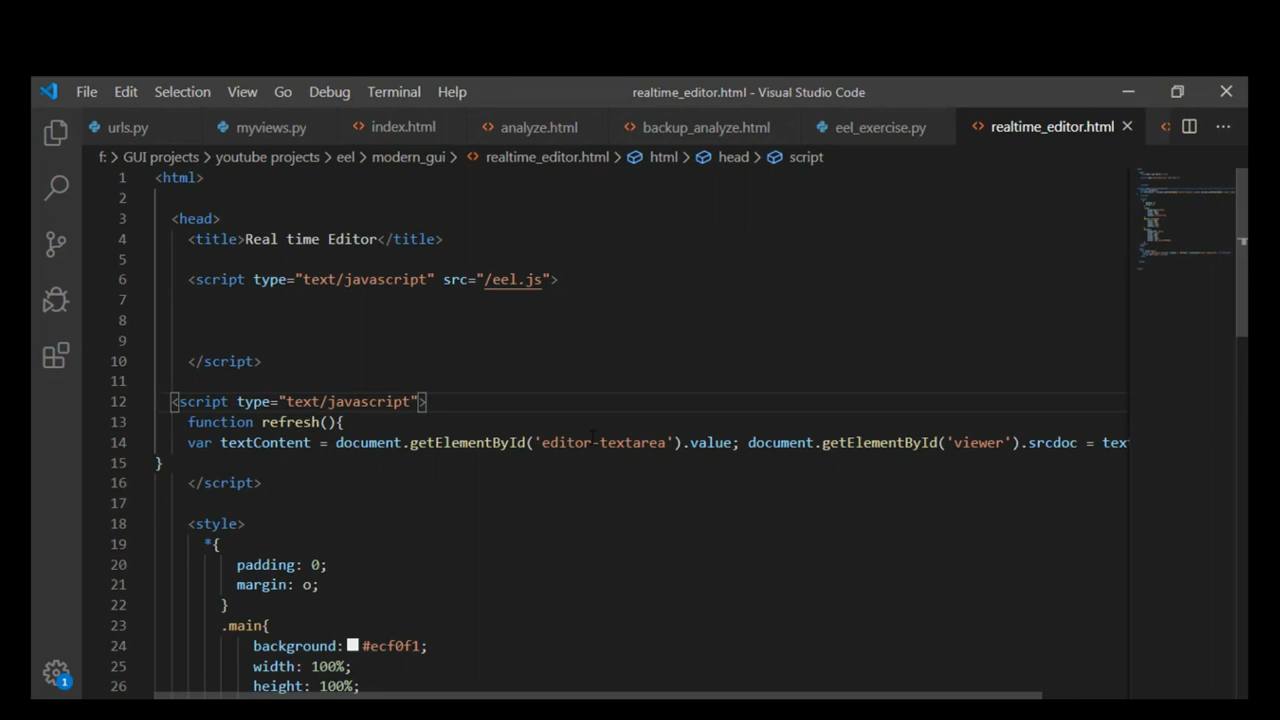 File Edit Selection View Go Debug Terminal Help realtime_editor.html - Visual Studio Code
urls.py myviews.py index.html analyze.html backup_analyze.html eel_exercise.py realtime_editor.html
f: > GUI projects > youtube projects > eel > modern_gui > realtime_editor.html > html > head > script
1 <html>
2
3 <head>
4 <title>Real time Editor</title>
5
6 <script type="text/javascript" src="/eel.js">
7
8
9
10 </script>
11
12 <script type="text/javascript">
13 function refresh(){
14 var textContent = document.getElementById('editor-textarea').value; document.getElementById('viewer').srcdoc = text
15 }
16 </script>
17
18 <style>
19 *{
20 padding: 0;
21 margin: o;
22 }
23 .main{
24 background: #ecf0f1;
25 width: 100%;
26 height: 100%;
1